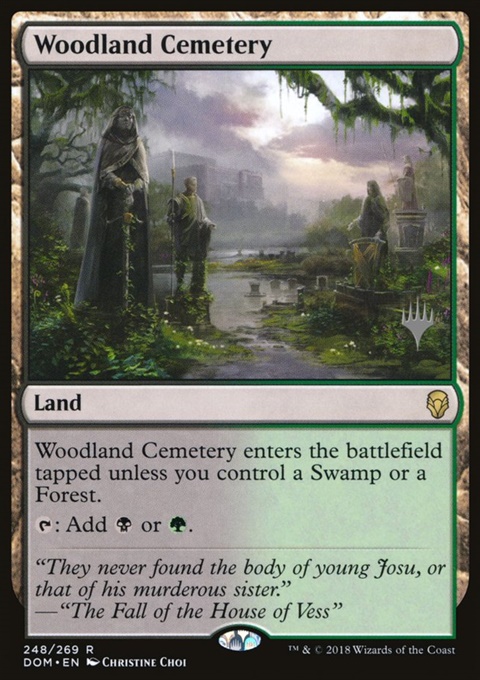 Woodland Cemetery
Land
Woodland Cemetery enters the battlefield
tapped unless you control a Swamp or a
Forest.
: Add or .
“They never found the body of young Josu, or
that of his murderous sister.”
—“The Fall of the House of Vess”
248/269 R
DOM • EN Christine Choi
™ & © 2018 Wizards of the Coast